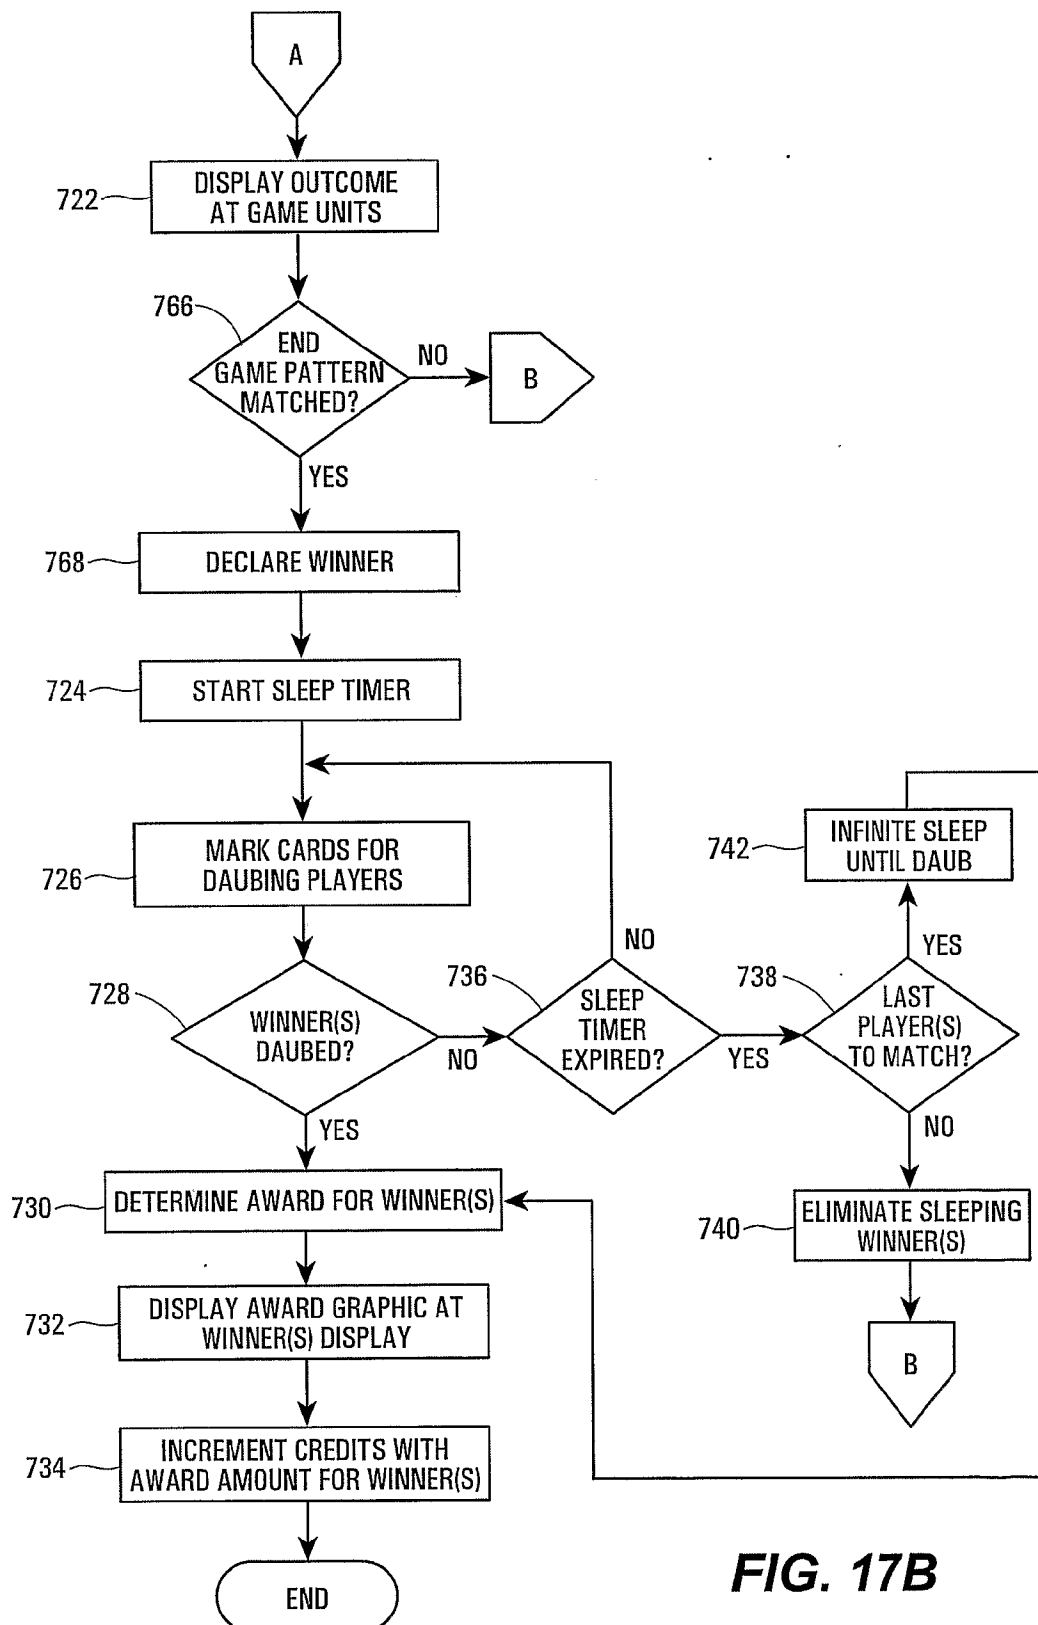 A
722
DISPLAY OUTCOME
AT GAME UNITS
766
END
GAME PATTERN
MATCHED?
NO
B
YES
768
DECLARE WINNER
724
START SLEEP TIMER
726
MARK CARDS FOR
DAUBING PLAYERS
742
INFINITE SLEEP
UNTIL DAUB
728
WINNER(S)
DAUBED?
NO
YES
736
SLEEP
TIMER
EXPIRED?
NO
YES
738
LAST
PLAYER(S)
TO MATCH?
YES
NO
730
DETERMINE AWARD FOR WINNER(S)
740
ELIMINATE SLEEPING
WINNER(S)
B
732
DISPLAY AWARD GRAPHIC AT
WINNER(S) DISPLAY
734
INCREMENT CREDITS WITH
AWARD AMOUNT FOR WINNER(S)
END
FIG. 17B